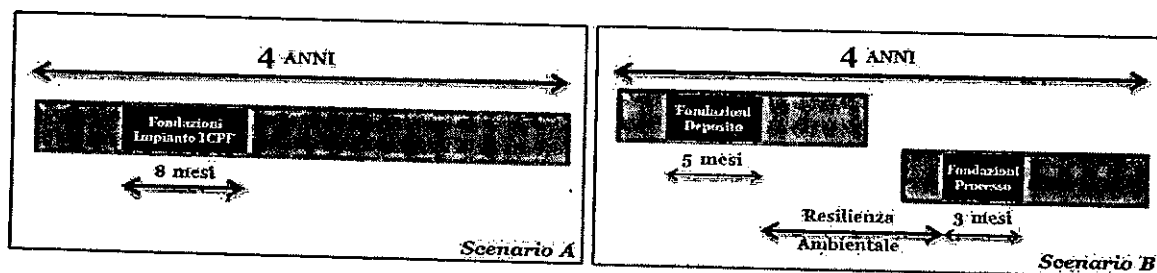 4 ANNI
Fondazioni
Impianto ICPF
8 mesi
Scenario A
4 ANNI
Fondazioni
Deposito
5 mesi
Fondazioni
Processo
3 mesi
Resilienza
Ambientale
Scenario B